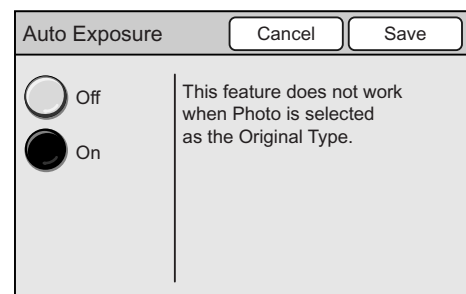 Auto Exposure
Cancel
Save
Off
On
This feature does not work
when Photo is selected
as the Original Type.